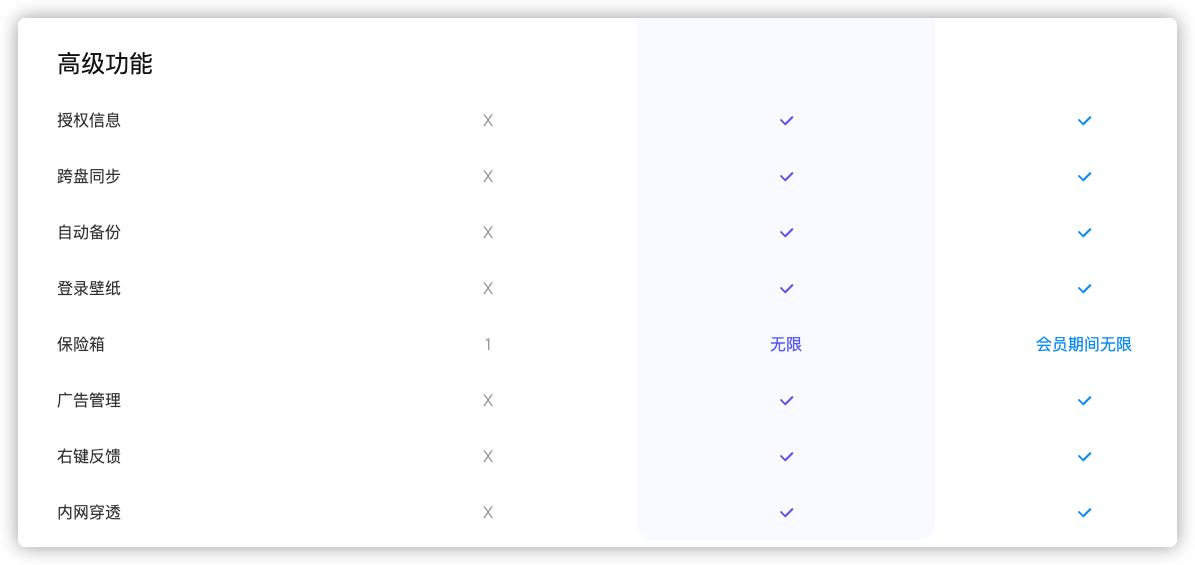 高级功能
授权信息 X
跨盘同步 X
自动备份 X
登录壁纸 X
保险箱 1 无限 会员期间无限
广告管理 X
右键反馈 X
内网穿透 X